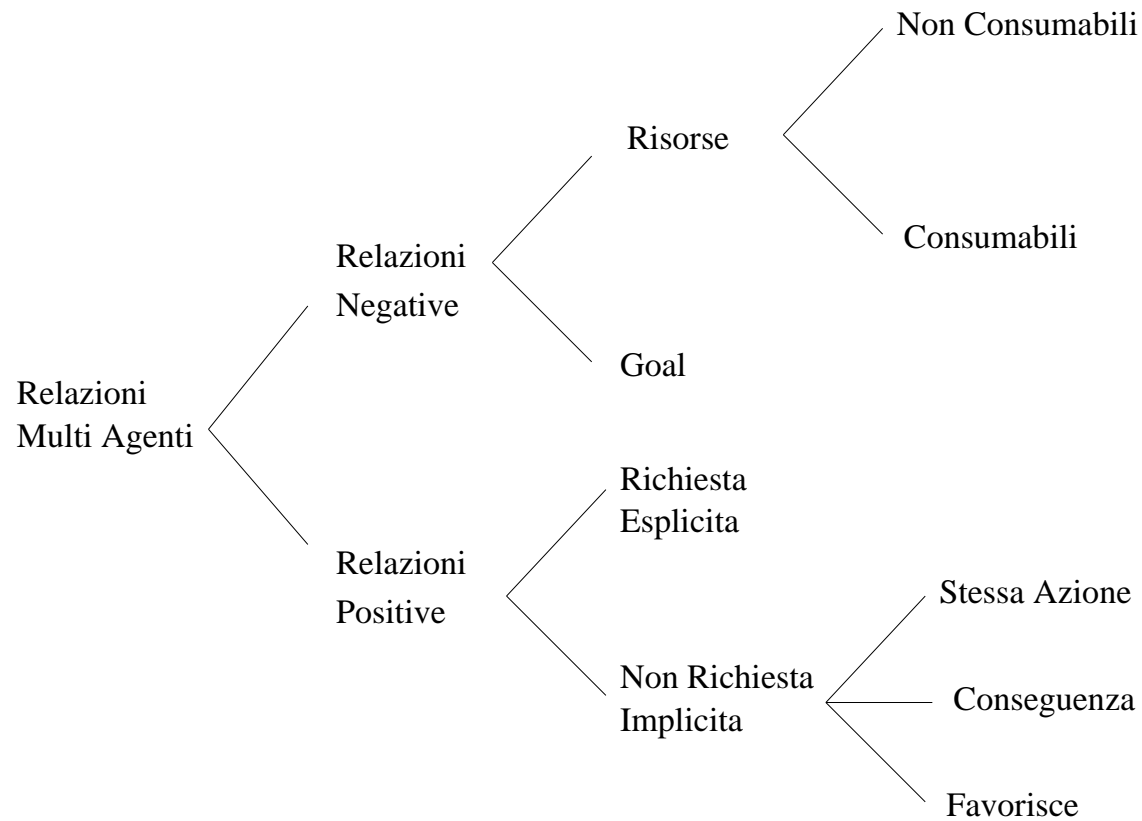 Non Consumabili
Risorse
Consumabili
Relazioni
Negative
Goal
Relazioni
Multi Agenti
Richiesta
Esplicita
Relazioni
Positive
Stessa Azione
Non Richiesta
Implicita
Conseguenza
Favorisce